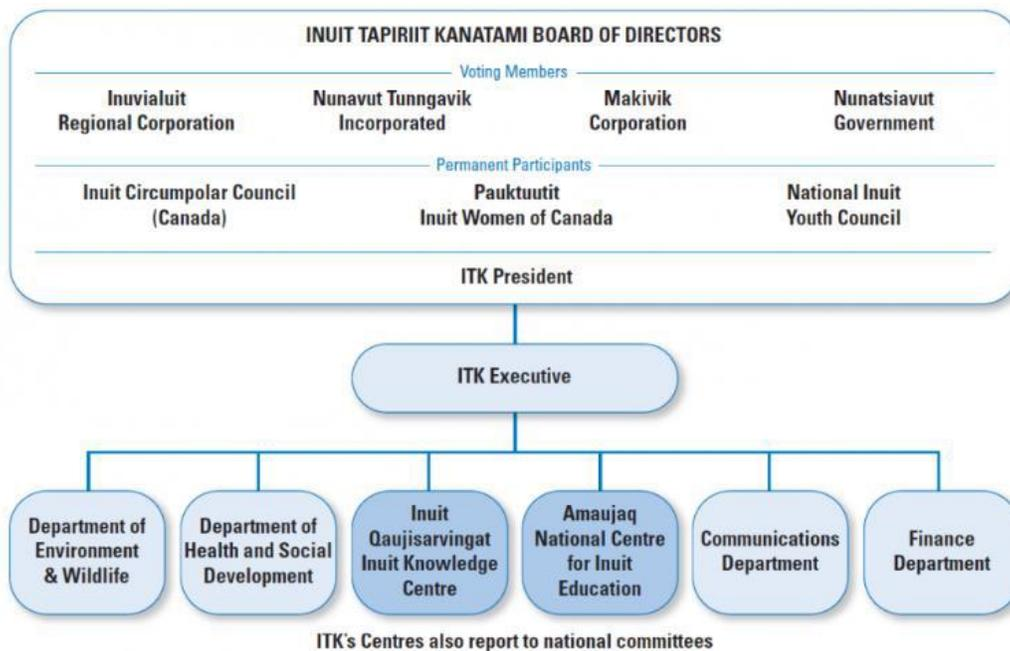 INUIT TAPIRIIT KANATAMI BOARD OF DIRECTORS
Voting Members
Inuvialuit
Regional Corporation
Nunavut Tunngavik
Incorporated
Makivik
Corporation
Nunatsiavut
Government
Permanent Participants
Inuit Circumpolar Council
(Canada)
Pauktuutit
Inuit Women of Canada
National Inuit
Youth Council
ITK President
ITK Executive
Department of
Environment
& Wildlife
Department of
Health and Social
Development
Inuit
Qaujisarvingat
Inuit Knowledge
Centre
Amaujaq
National Centre
for Inuit
Education
Communications
Department
Finance
Department
ITK's Centres also report to national committees